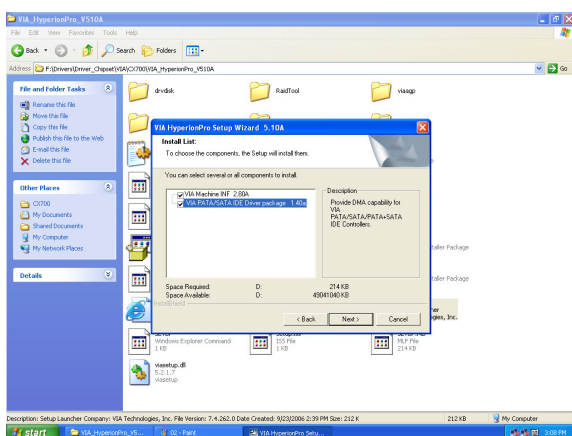 VIA_HyperionPro_V510A
File Edit View Favorites Tools Help
Back Search Folders
Address F:\Drivers\Driver_Chipset\VIA\CX700\VIA_HyperionPro_V510A Go
File and Folder Tasks
Rename this file
Move this file
Copy this file
Publish this file to the Web
E-mail this file
Delete this file
Other Places
CX700
My Documents
Shared Documents
My Computer
My Network Places
Details
drvdisk
RaidTool
viaagp
VIA HyperionPro Setup Wizard 5.10A
Install List:
To choose the components, the Setup will install them.
You can select several or all components to install.
VIA Machine INF 2.80A
VIA PATA/SATA IDE Driver package 1.40a
Description
Provide DMA capability for
VIA
PATA/SATA/PATA+SATA
IDE Controllers.
Space Required: D: 214 KB
Space Available: D: 49041040 KB
InstallShield
< Back Next > Cancel
taller Package
taller Package
ogies, Inc.
Windows Explorer Command
1 KB
ISS File
1 KB
MLF File
214 KB
viasetup.dll
5.2.1.7
viasetup
Description: Setup Launcher Company: VIA Technologies, Inc. File Version: 7.4.262.0 Date Created: 9/23/2006 2:39 PM Size: 212 K 212 KB My Computer
start VIA_HyperionPro_V5... 02 - Paint VIA HyperionPro Setu... 3:08 PM